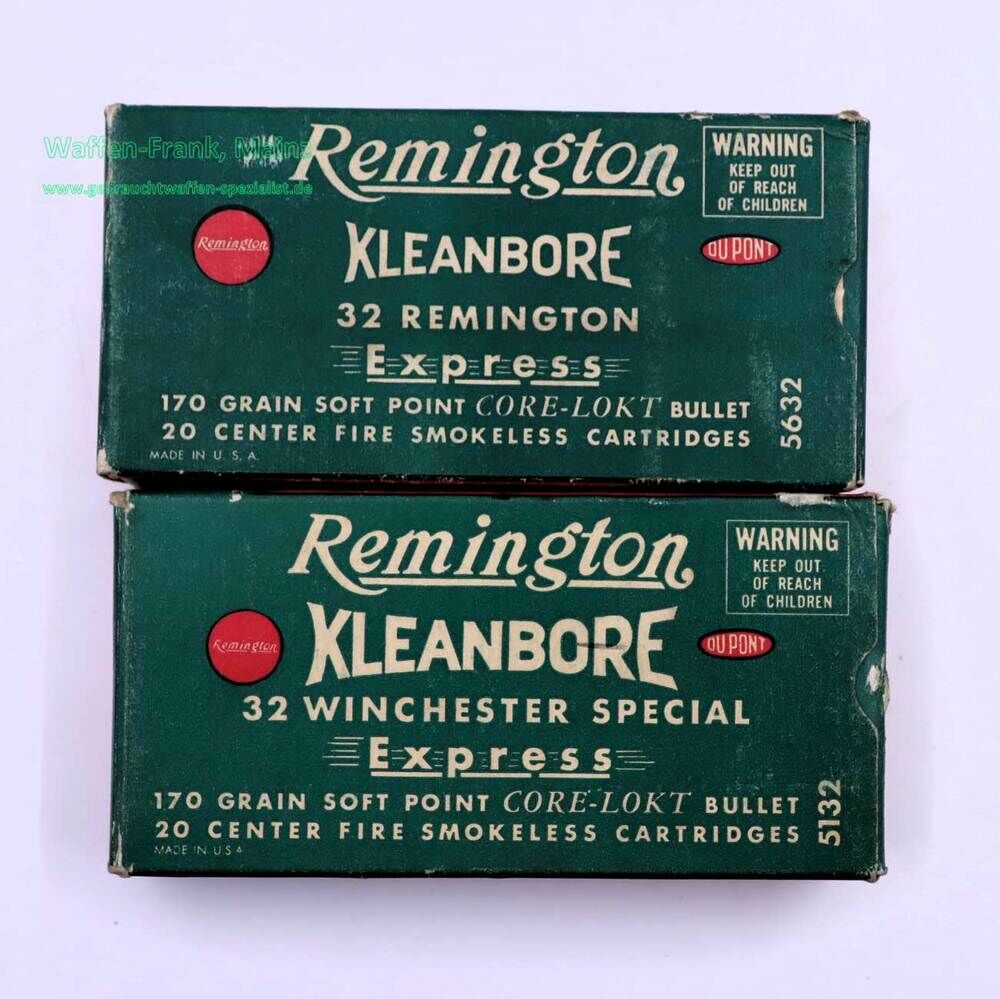 Waffen-Frank, Mainz
www.gebrauchtwaffen-spezialist.de
Remington
WARNING
KEEP OUT
OF REACH
OF CHILDREN
Remington
KLEANBORE
DU PONT
32 REMINGTON
Express
170 GRAIN SOFT POINT CORE-LOKT BULLET
20 CENTER FIRE SMOKELESS CARTRIDGES
5632
MADE IN U. S. A.
Remington
WARNING
KEEP OUT
OF REACH
OF CHILDREN
Remington
KLEANBORE
DU PONT
32 WINCHESTER SPECIAL
Express
170 GRAIN SOFT POINT CORE-LOKT BULLET
20 CENTER FIRE SMOKELESS CARTRIDGES
5132
MADE IN U S A